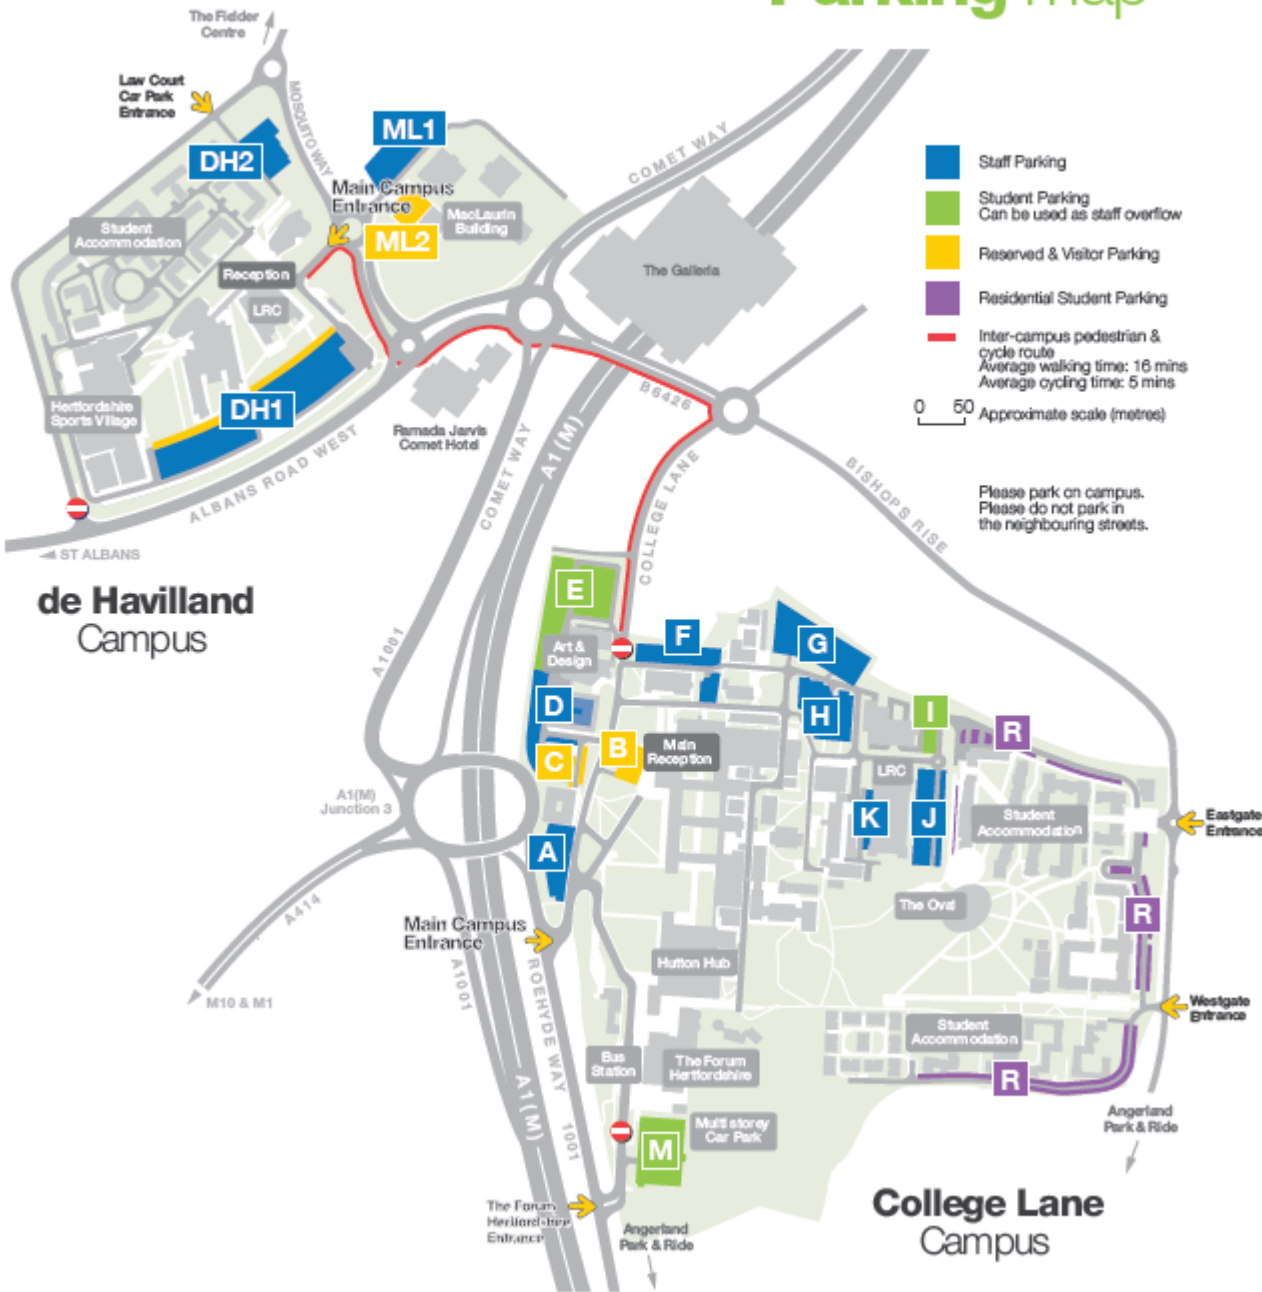 Parking map
The Fielder
Centre
Law Court
Car Park
Entrance
MOSQUITO WAY
DH2
ML1
Main Campus
Entrance
ML2
MacLaurin
Building
Student
Accommodation
Reception
LRC
DH1
Hertfordshire
Sports Village
ALBANS ROAD WEST
ST ALBANS
de Havilland
Campus
Ramada Jarvis
Comet Hotel
COMET WAY
The Galleria
COMET WAY
A1(M)
B6426
COLLEGE LANE
BISHOPS RISE
Staff Parking
Student Parking
Can be used as staff overflow
Reserved & Visitor Parking
Residential Student Parking
Inter-campus pedestrian &
cycle route
Average walking time: 16 mins
Average cycling time: 5 mins
0 50 Approximate scale (metres)
Please park on campus.
Please do not park in
the neighbouring streets.
A1001
A1(M)
Junction 3
A414
M10 & M1
E
Art &
Design
D
C
B
A
F
G
H
I
R
Main
Reception
LRC
K
J
Student
Accommodation
Eastgate
Entrance
The Oval
R
Main Campus
Entrance
A1001
ROEHYDE WAY
Hutton Hub
Westgate
Entrance
Student
Accommodation
R
Bus
Station
The Forum
Hertfordshire
A1(M)
1001
Multi storey
Car Park
M
Angerland
Park & Ride
The Forum
Hertfordshire
Entrance
Angerland
Park & Ride
College Lane
Campus